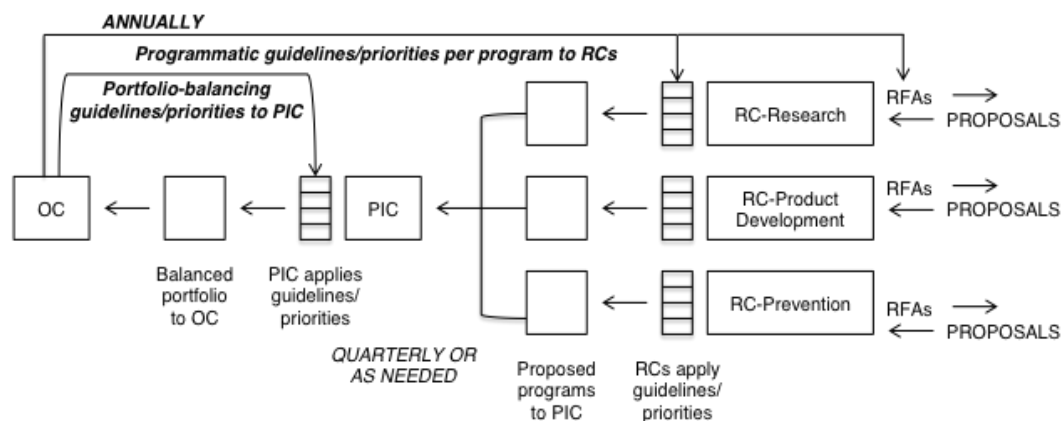 ANNUALLY
Programmatic guidelines/priorities per program to RCs
Portfolio-balancing
guidelines/priorities to PIC
RFAs
PROPOSALS
RC-Research
OC
PIC
RC-Product
Development
RFAs
PROPOSALS
Balanced
portfolio
to OC
PIC applies
guidelines/
priorities
RC-Prevention
RFAs
PROPOSALS
QUARTERLY OR
AS NEEDED
Proposed
programs
to PIC
RCs apply
guidelines/
priorities